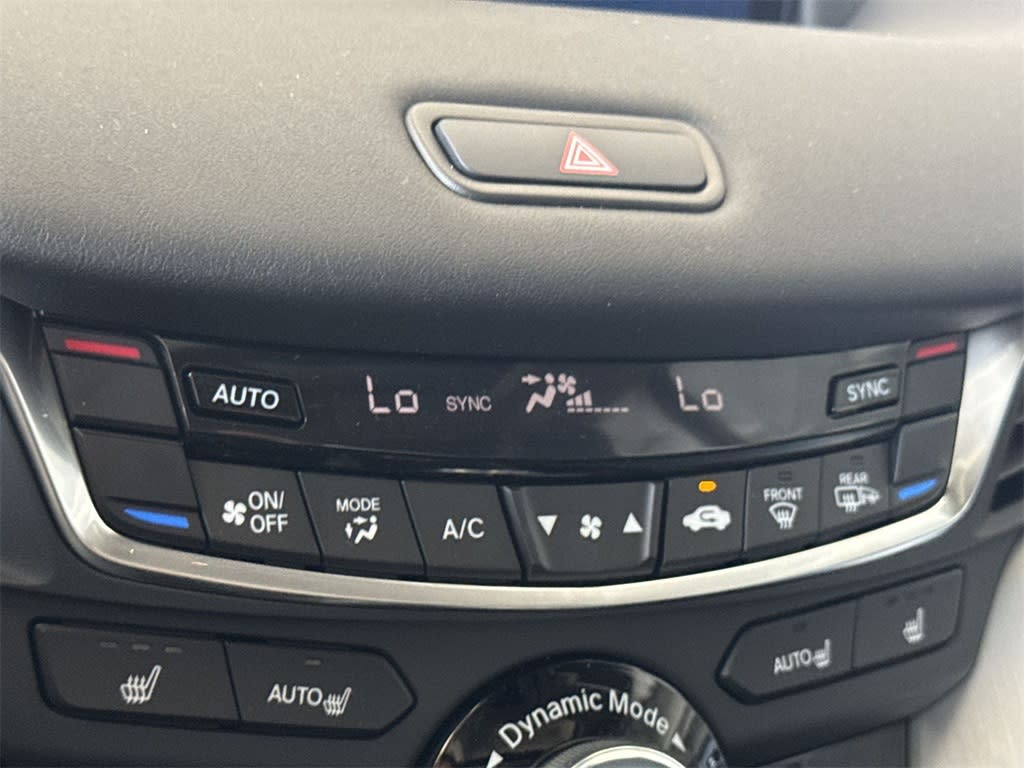 AUTO
Lo
SYNC
Lo
SYNC
ON/
OFF
MODE
A/C
FRONT
REAR
AUTO
AUTO
Dynamic Mode